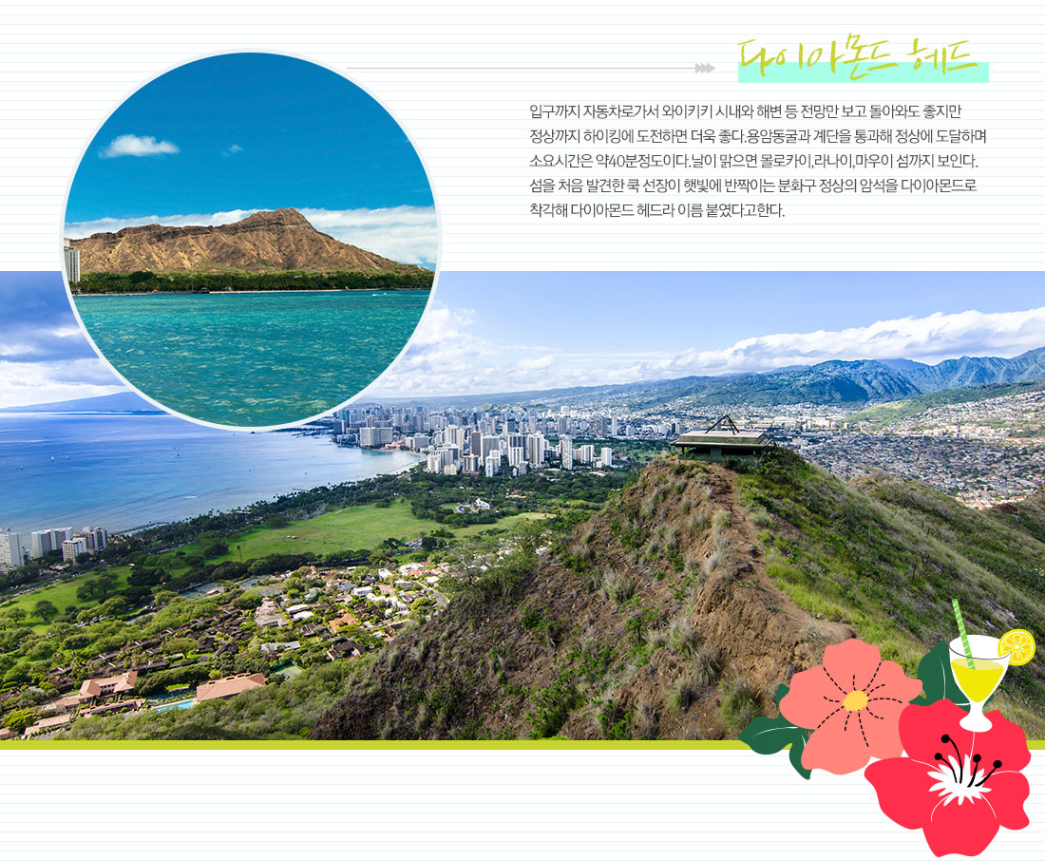 다이아몬드 헤드
입구까지 자동차로가서 와이키키 시내와 해변 등 전망만 보고 돌아와도 좋지만
정상까지 하이킹에 도전하면 더욱 좋다.용암동굴과 계단을 통과해 정상에 도달하며
소요시간은 약40분정도이다.날이 맑으면 몰로카이,라나이,마우이 섬까지 보인다.
섬을 처음 발견한 쿡 선장이 햇빛에 반짝이는 분화구 정상의 암석을 다이아몬드로
착각해 다이아몬드 헤드라 이름 붙였다고한다.